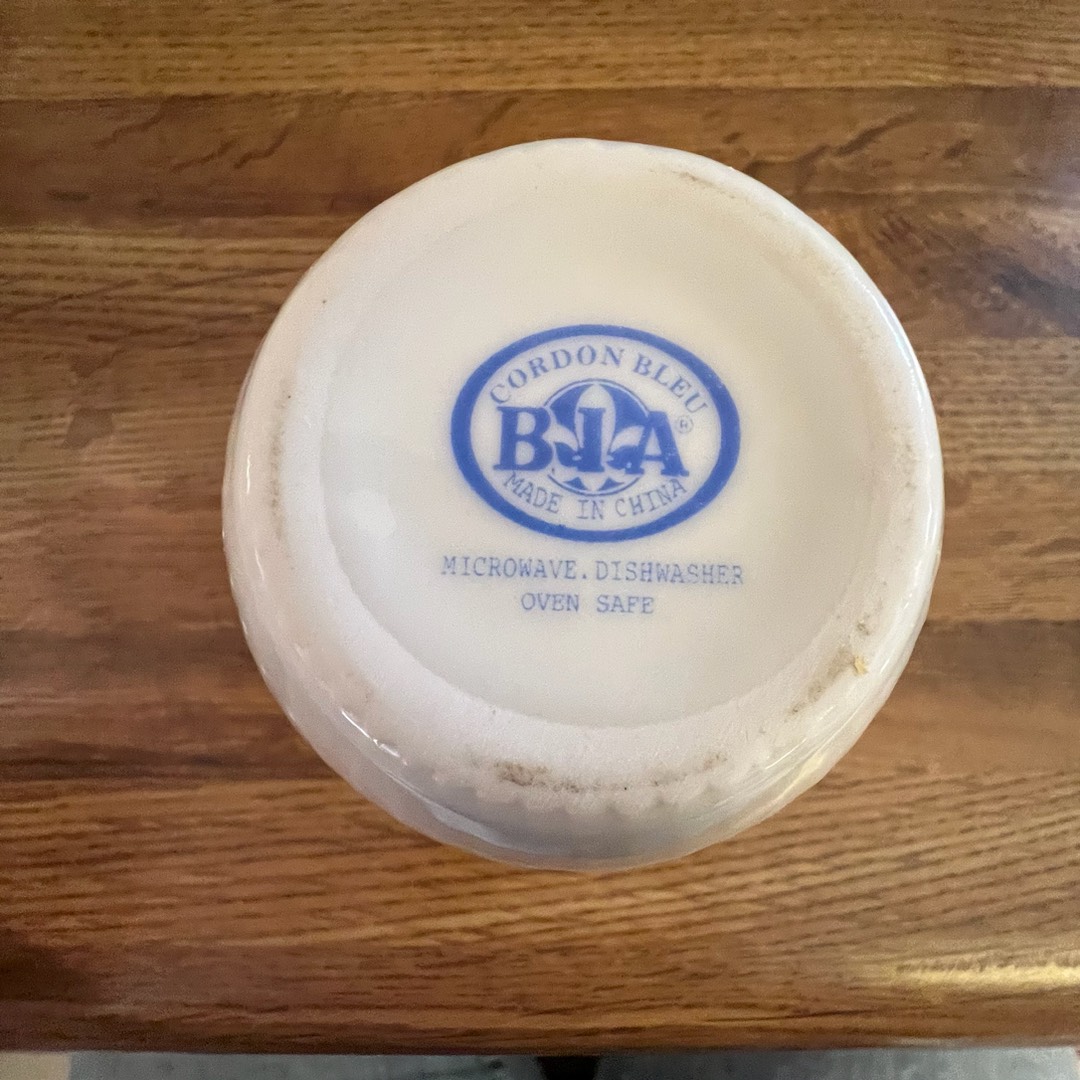 CORDON BLEU
BIA®
MADE IN CHINA
MICROWAVE. DISHWASHER
OVEN SAFE